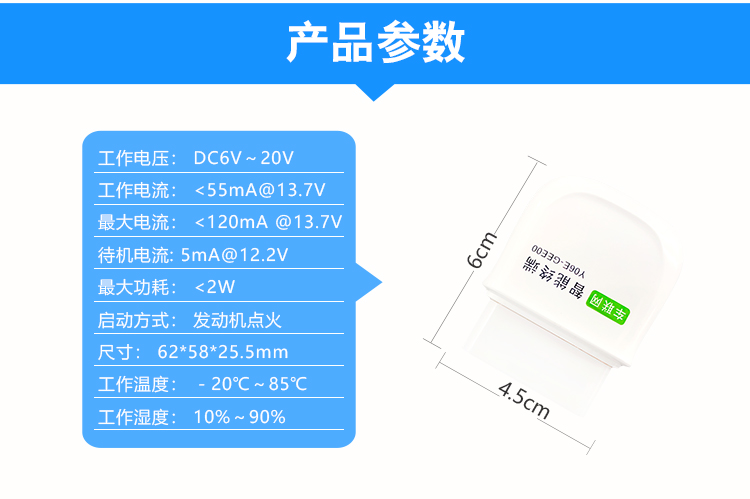 产品参数
工作电压： DC6V～20V
工作电流： <55mA@13.7V
最大电流： <120mA @13.7V
待机电流: 5mA@12.2V
最大功耗： <2W
启动方式： 发动机点火
尺寸： 62*58*25.5mm
工作温度： －20℃～85℃
工作湿度： 10%～90%
6cm
Y06E-GEE00
智能终端
车联网
4.5cm